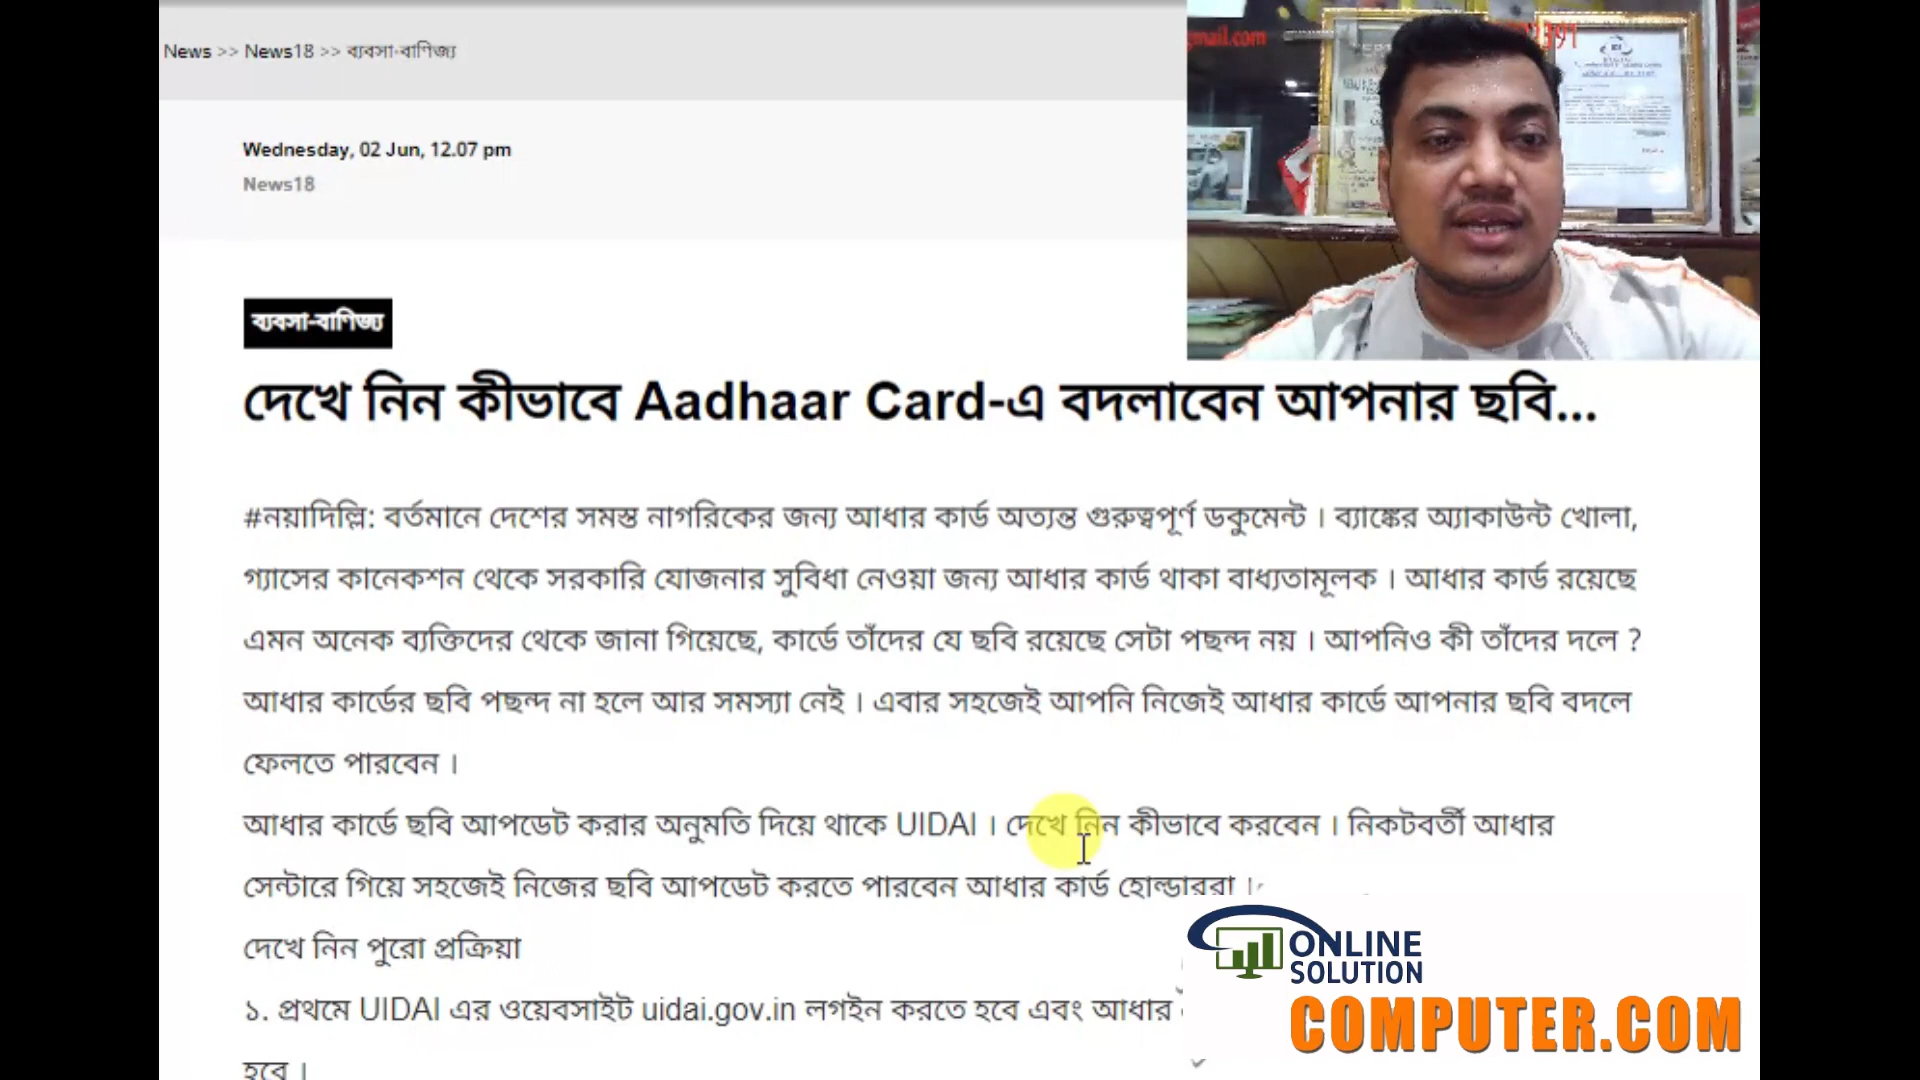 News >> News18 >> ব্যবসা-বাণিজ্য
gmail.com
Wednesday, 02 Jun, 12.07 pm
News18
ব্যবসা-বাণিজ্য
দেখে নিন কীভাবে Aadhaar Card-এ বদলাবেন আপনার ছবি...
#নয়াদিল্লি: বর্তমানে দেশের সমস্ত নাগরিকের জন্য আধার কার্ড অত্যন্ত গুরুত্বপূর্ণ ডকুমেন্ট । ব্যাঙ্কের অ্যাকাউন্ট খোলা,
গ্যাসের কানেকশন থেকে সরকারি যোজনার সুবিধা নেওয়া জন্য আধার কার্ড থাকা বাধ্যতামূলক । আধার কার্ড রয়েছে
এমন অনেক ব্যক্তিদের থেকে জানা গিয়েছে, কার্ডে তাঁদের যে ছবি রয়েছে সেটা পছন্দ নয় । আপনিও কী তাঁদের দলে ?
আধার কার্ডের ছবি পছন্দ না হলে আর সমস্যা নেই । এবার সহজেই আপনি নিজেই আধার কার্ডে আপনার ছবি বদলে
ফেলতে পারবেন ।
আধার কার্ডে ছবি আপডেট করার অনুমতি দিয়ে থাকে UIDAI । দেখে নিন কীভাবে করবেন । নিকটবর্তী আধার
সেন্টারে গিয়ে সহজেই নিজের ছবি আপডেট করতে পারবেন আধার কার্ড হোল্ডাররা ।
দেখে নিন পুরো প্রক্রিয়া
১. প্রথমে UIDAI এর ওয়েবসাইট uidai.gov.in লগইন করতে হবে এবং আধার
হবে ।
ONLINE
SOLUTION
COMPUTER.COM